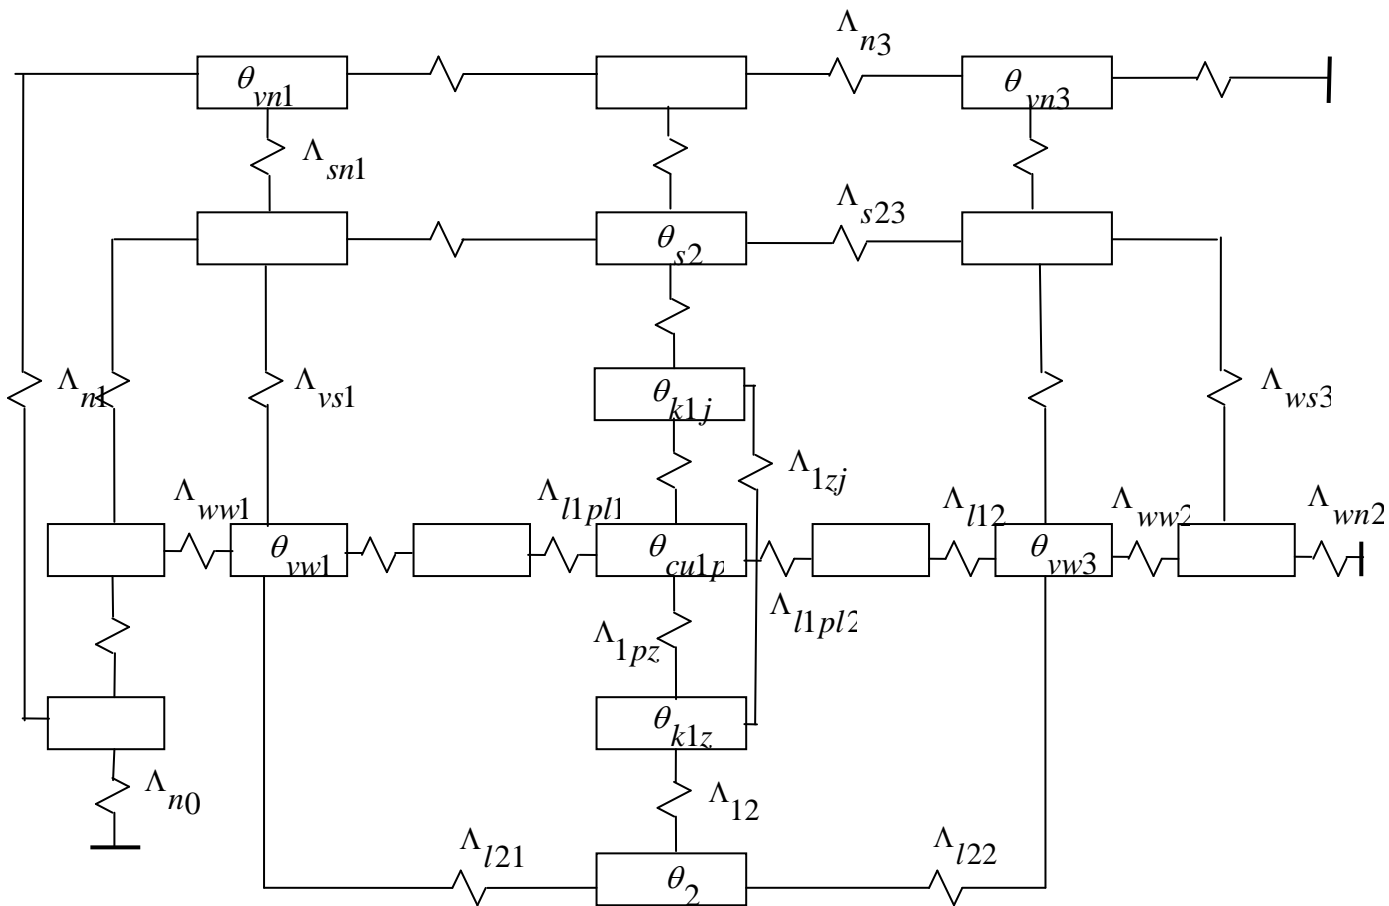 Λn3
θvn1 θvn3
Λsn1
Λs23
θs2
Λn1 Λvs1 θk1j Λws3
Λ1zj
Λww1 Λl1pl1 Λl12 Λww2 Λwn2
θvw1 θcu1p θvw3
Λ1pz Λl1pl2
θk1z
Λn0 Λ12
Λl21 Λl22
θ2